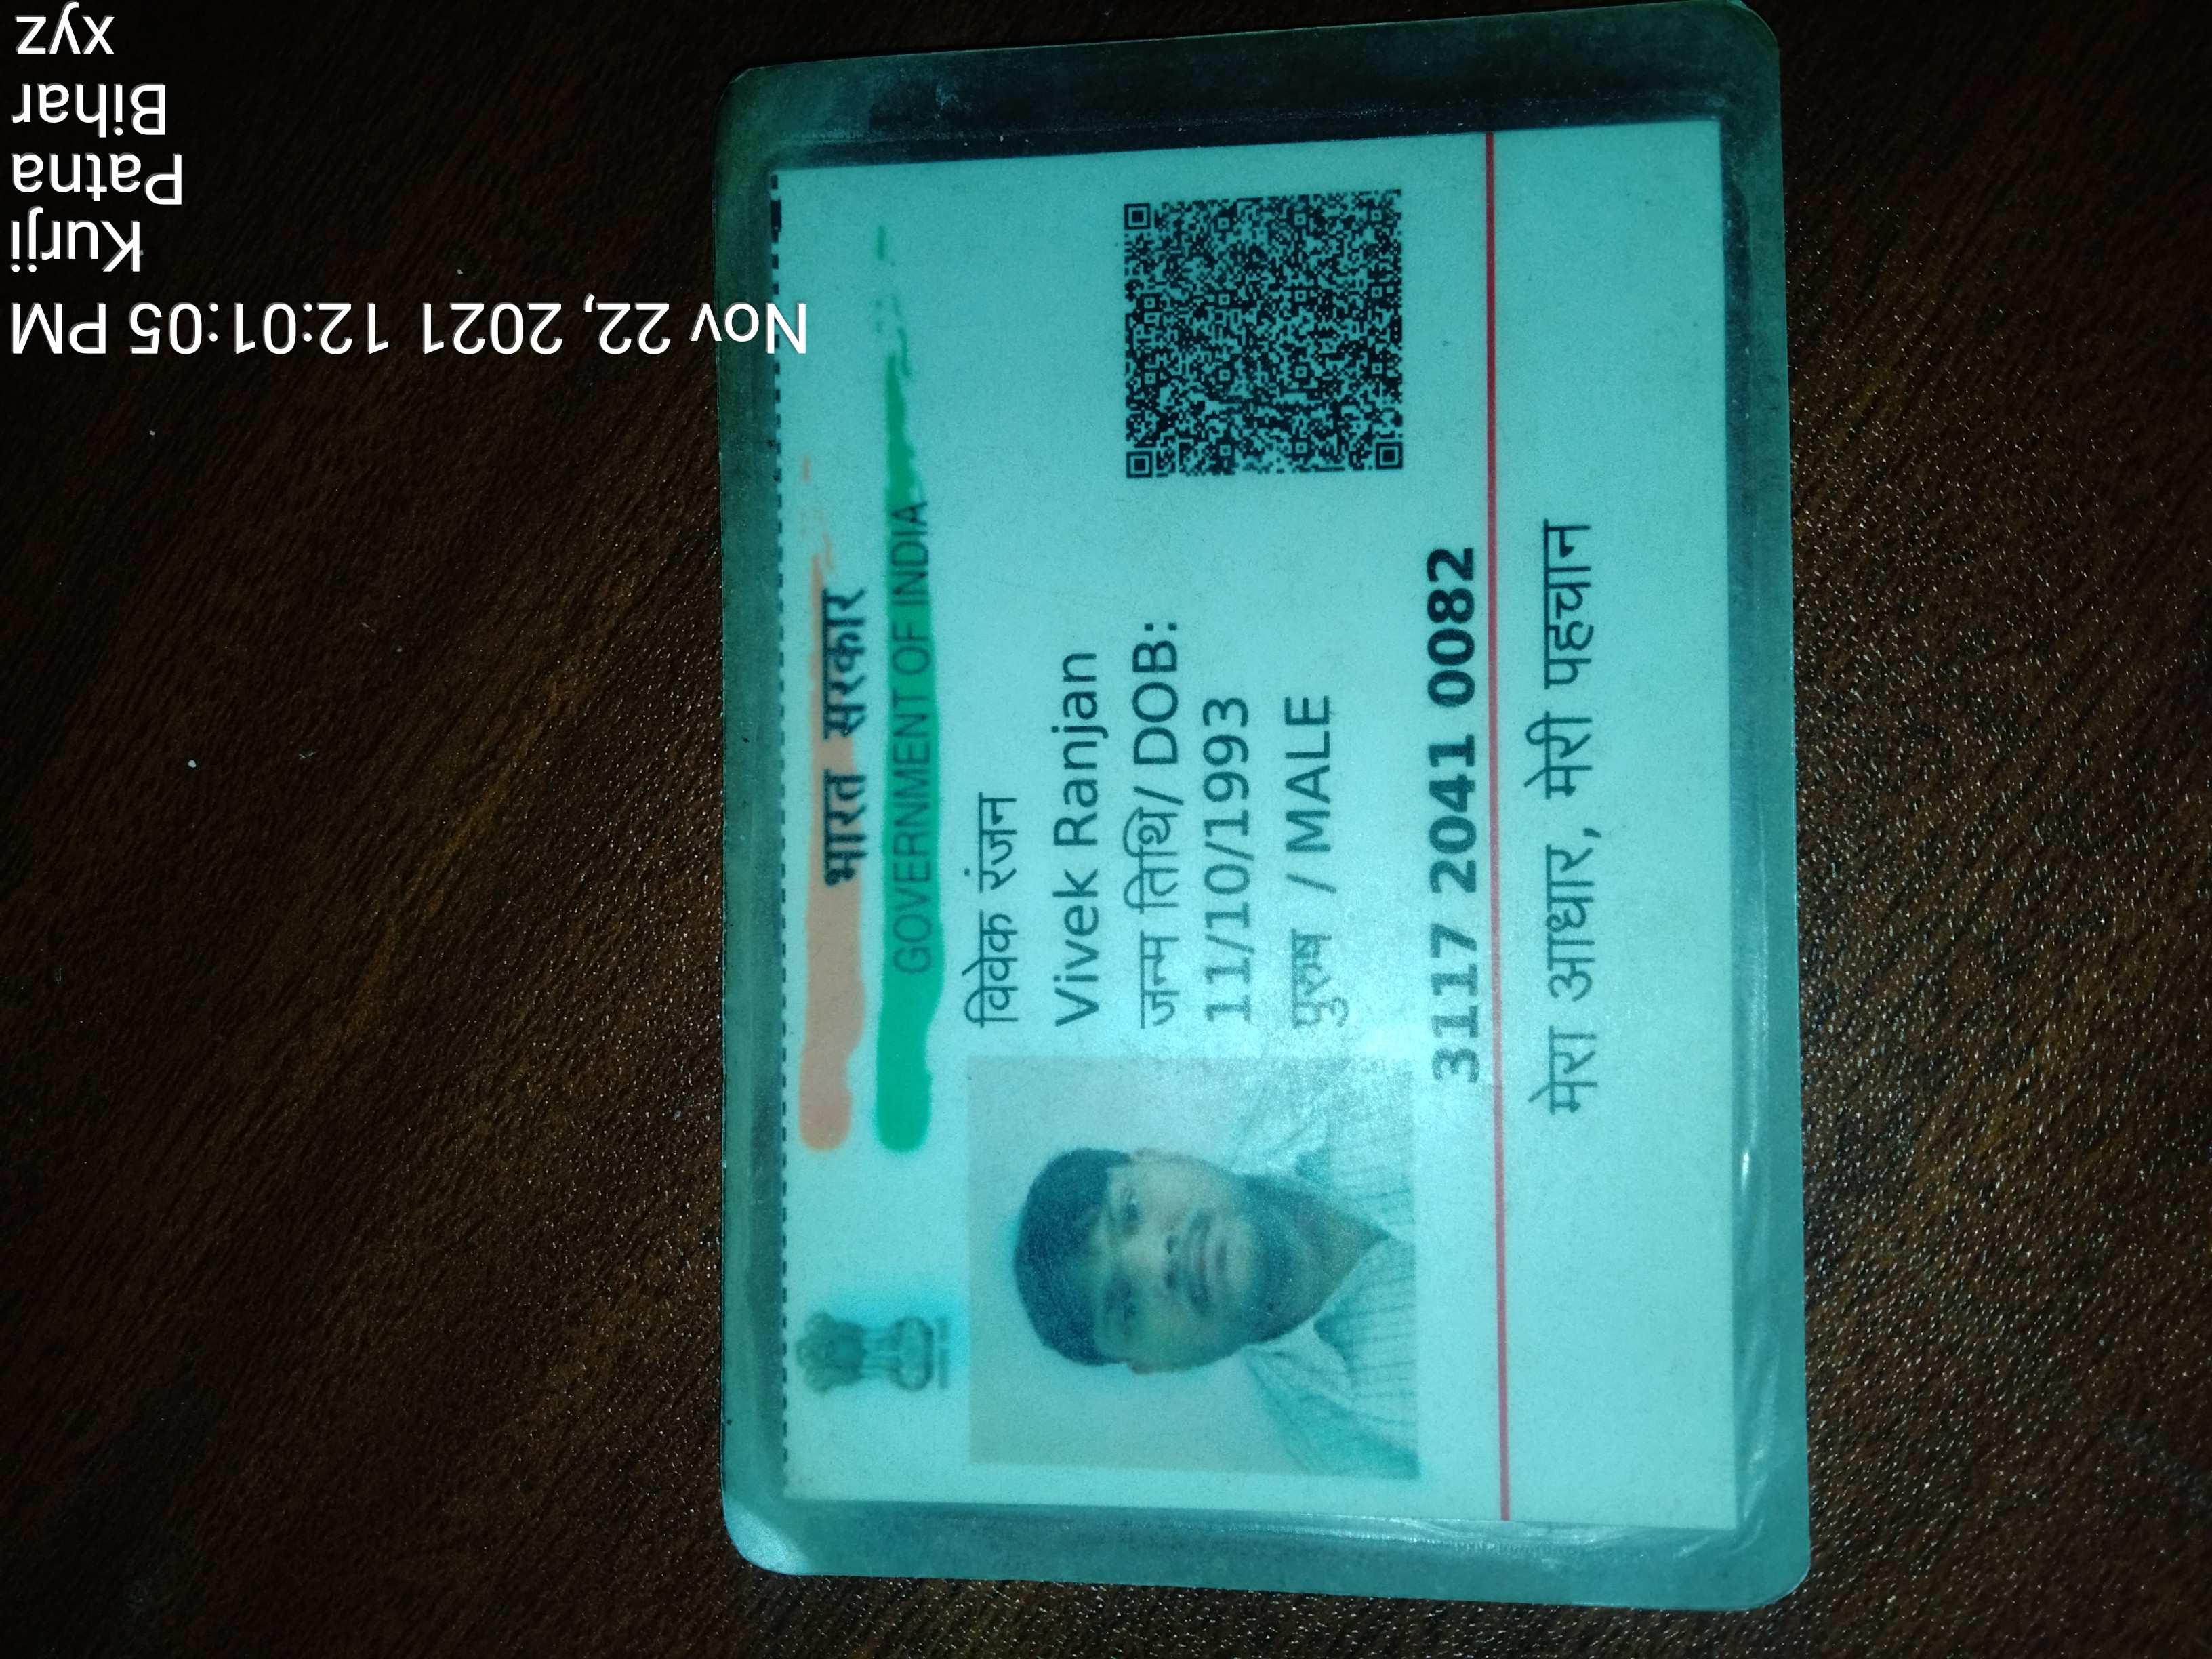 भारत सरकार
GOVERNMENT OF INDIA
विवेक रंजन
Vivek Ranjan
जन्म तिथि/ DOB:
11/10/1993
पुरुष / MALE
3117 2041 0082
मेरा आधार, मेरी पहचान
Nov 22, 2021 12:01:05 PM
Kurji
Patna
Bihar
xyz